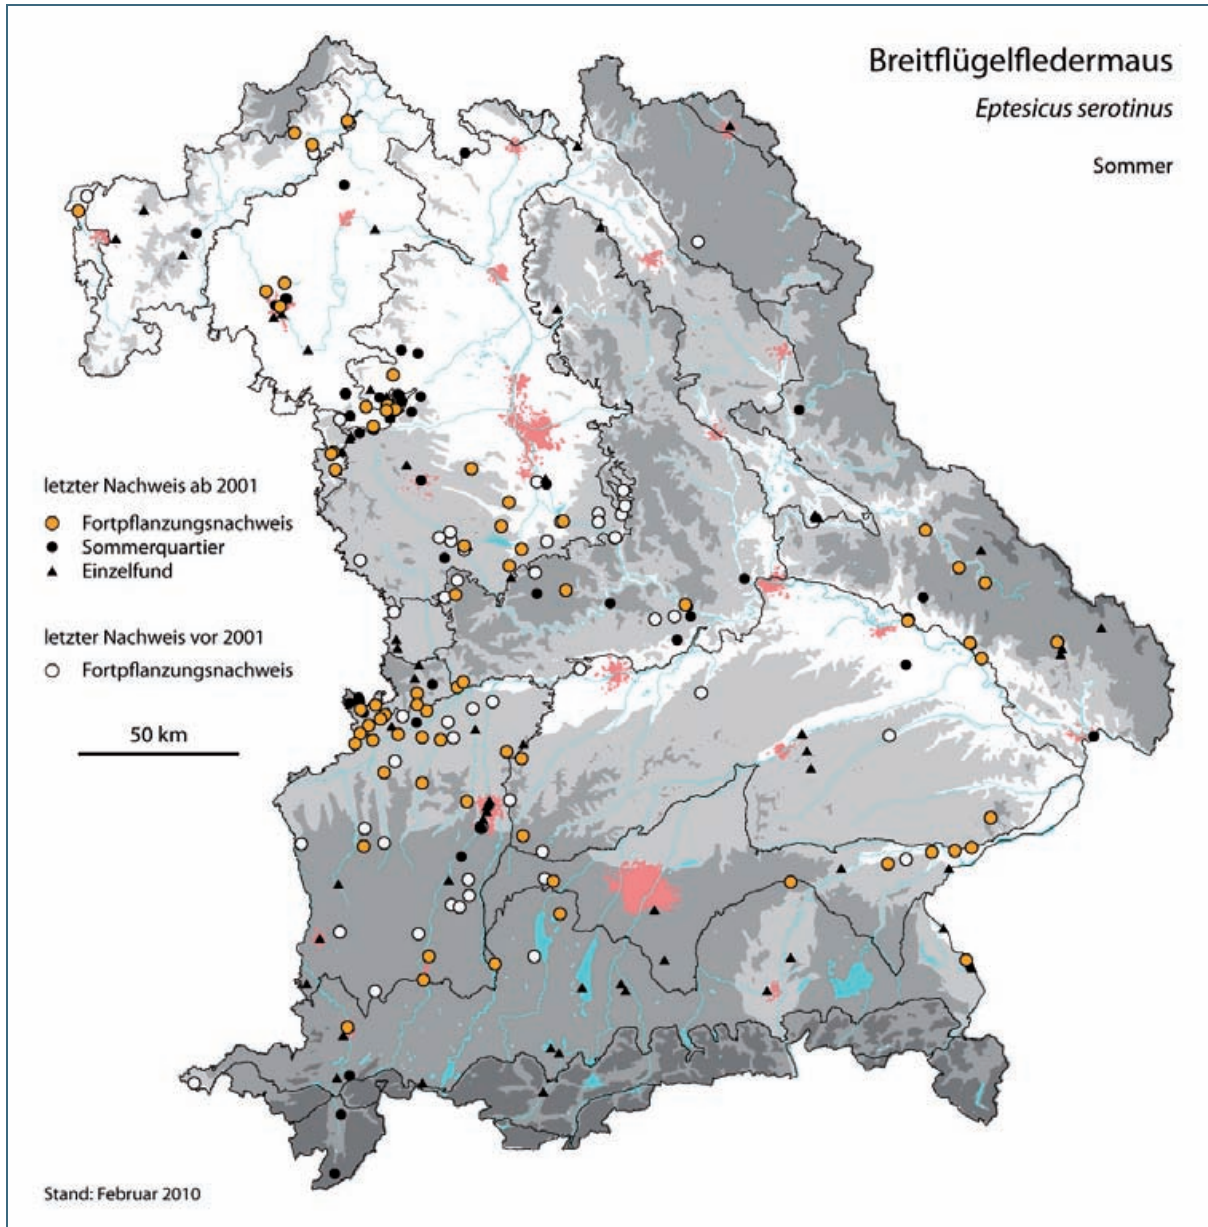 Breitflügelfledermaus
Eptesicus serotinus
Sommer
letzter Nachweis ab 2001
Fortpflanzungsnachweis
Sommerquartier
Einzelfund
letzter Nachweis vor 2001
Fortpflanzungsnachweis
50 km
Stand: Februar 2010